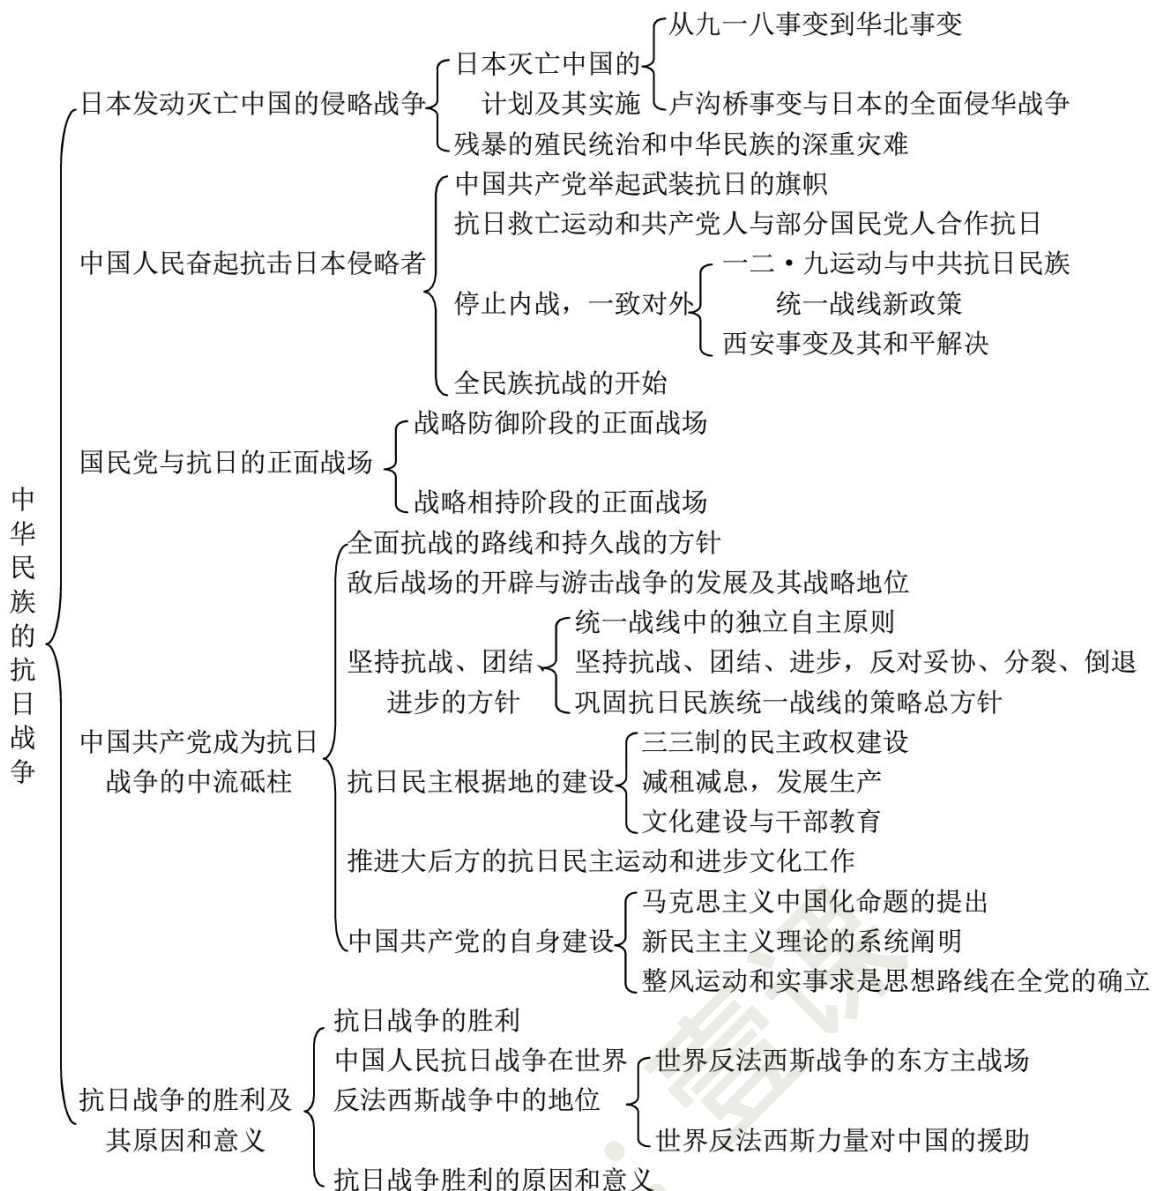 中华民族的抗日战争
日本发动灭亡中国的侵略战争
日本灭亡中国的
计划及其实施
从九一八事变到华北事变
卢沟桥事变与日本的全面侵华战争
残暴的殖民统治和中华民族的深重灾难
中国人民奋起抗击日本侵略者
中国共产党举起武装抗日的旗帜
抗日救亡运动和共产党人与部分国民党人合作抗日
停止内战，一致对外
一二·九运动与中共抗日民族
统一战线新政策
西安事变及其和平解决
全民族抗战的开始
国民党与抗日的正面战场
战略防御阶段的正面战场
战略相持阶段的正面战场
中国共产党成为抗日
战争的中流砥柱
全面抗战的路线和持久战的方针
敌后战场的开辟与游击战争的发展及其战略地位
坚持抗战、团结、
进步的方针
统一战线中的独立自主原则
坚持抗战、团结、进步，反对妥协、分裂、倒退
巩固抗日民族统一战线的策略总方针
抗日民主根据地的建设
三三制的民主政权建设
减租减息，发展生产
文化建设与干部教育
推进大后方的抗日民主运动和进步文化工作
中国共产党的自身建设
马克思主义中国化命题的提出
新民主主义理论的系统阐明
整风运动和实事求是思想路线在全党的确立
抗日战争的胜利及
其原因和意义
抗日战争的胜利
中国人民抗日战争在世界
反法西斯战争中的地位
世界反法西斯战争的东方主战场
世界反法西斯力量对中国的援助
抗日战争胜利的原因和意义
壹课